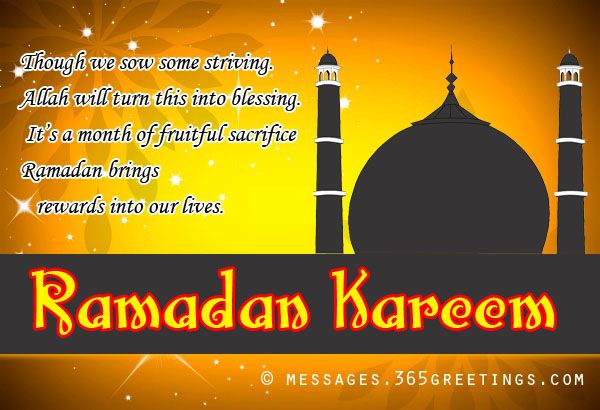 Though we sow some striving.
Allah will turn this into blessing.
It's a month of fruitful sacrifice
Ramadan brings
rewards into our lives.
Ramadan Kareem
© MESSAGES.365GREETINGS.COM